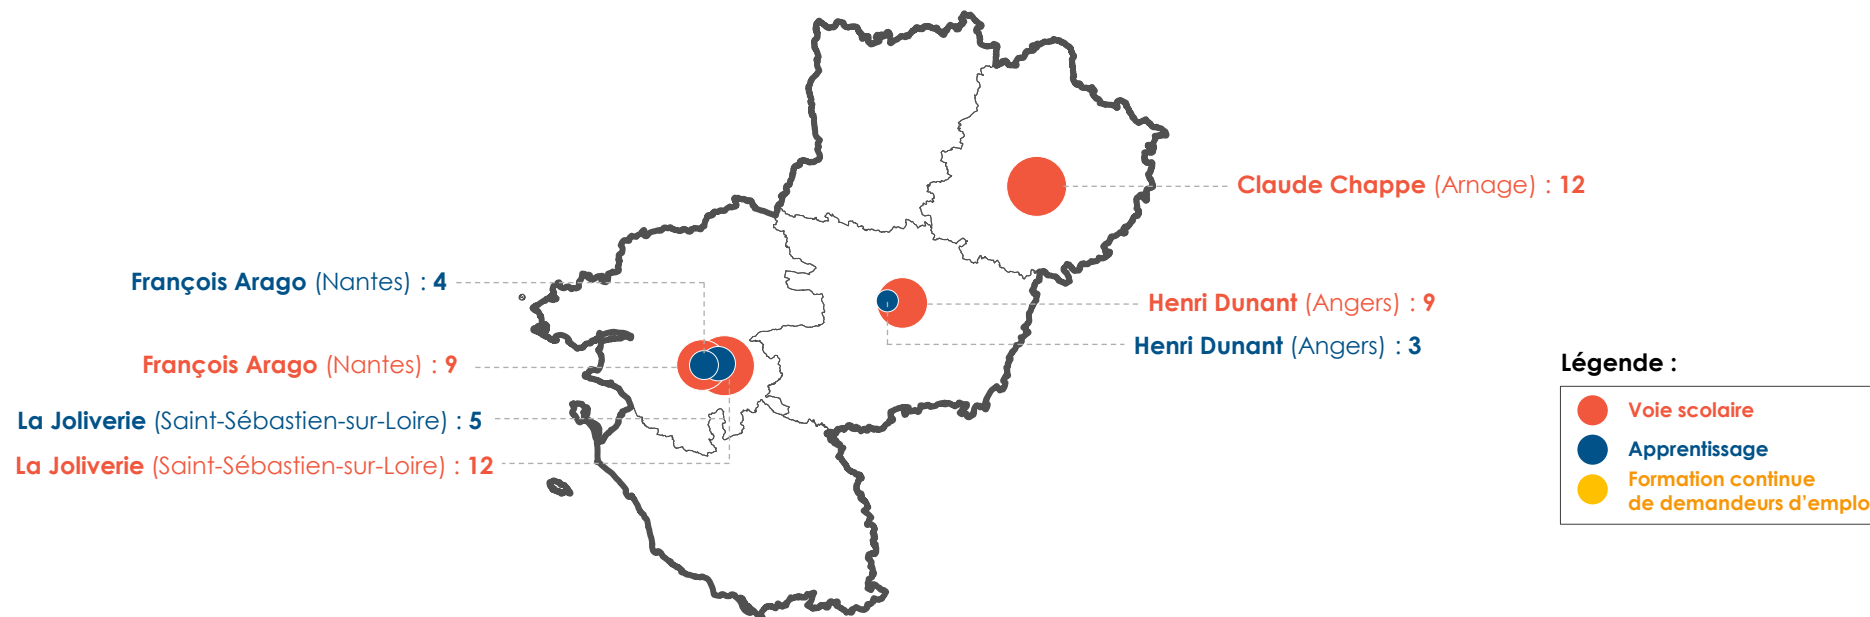 Claude Chappe (Arnage) : 12
François Arago (Nantes) : 4
Henri Dunant (Angers) : 9
Henri Dunant (Angers) : 3
François Arago (Nantes) : 9
La Joliverie (Saint-Sébastien-sur-Loire) : 5
La Joliverie (Saint-Sébastien-sur-Loire) : 12
Légende :
Voie scolaire
Apprentissage
Formation continue
de demandeurs d'emplo